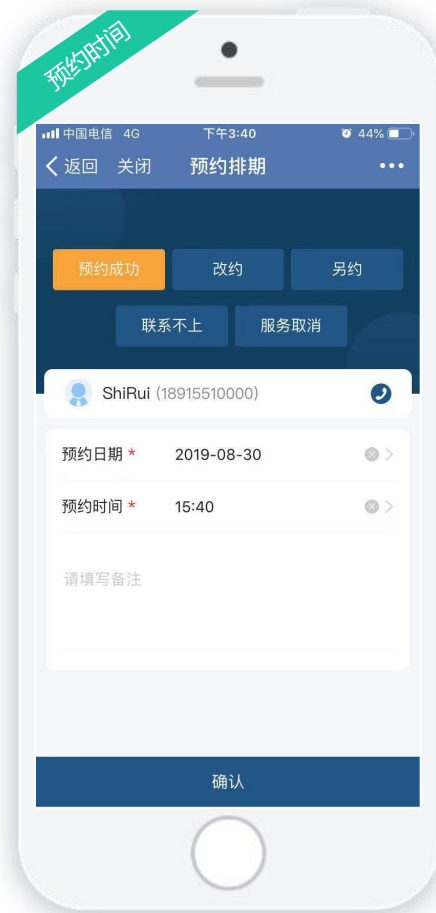 预约时间
中国电信 4G 下午3:40 44%
返回 关闭 预约排期
预约成功 改约 另约
联系不上 服务取消
ShiRui (18915510000)
预约日期 * 2019-08-30
预约时间 * 15:40
请填写备注
确认